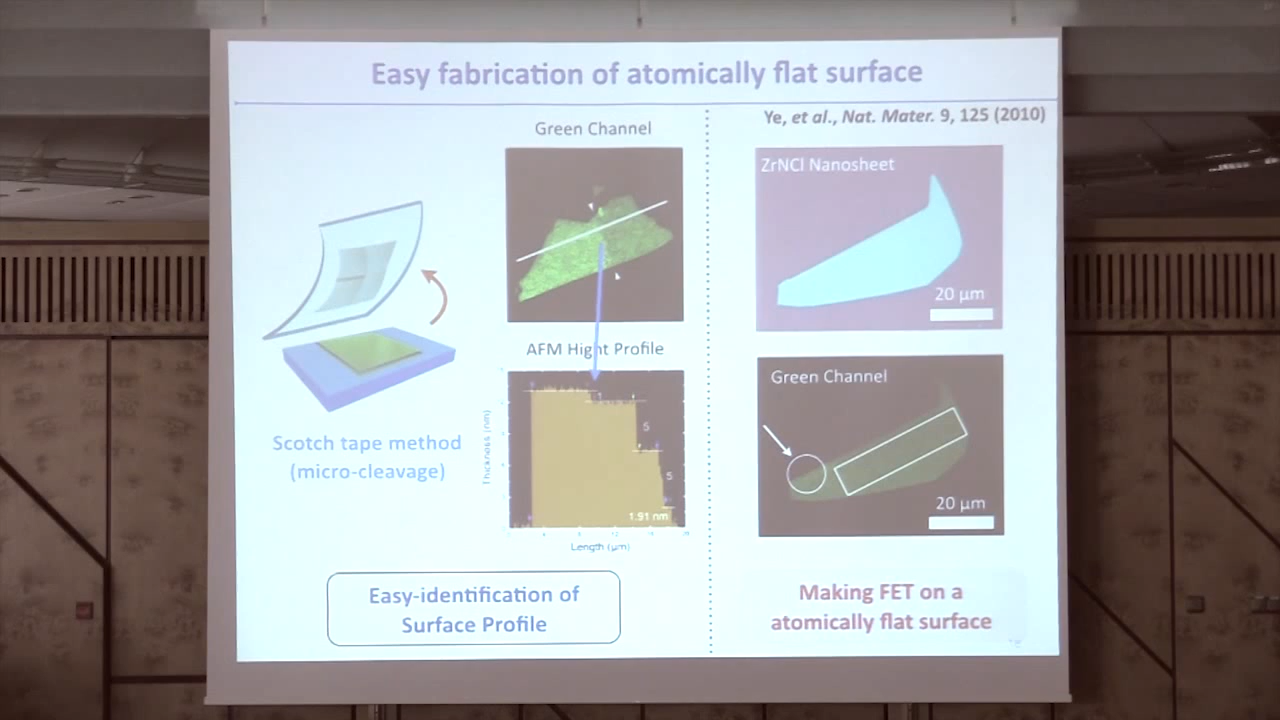 Easy fabrication of atomically flat surface
Ye, et al., Nat. Mater. 9, 125 (2010)
Green Channel
ZrNCl Nanosheet
20 µm
AFM Hight Profile
Green Channel
5
5
1.91 nm
Thickness (nm)
Length (µm)
20 µm
Scotch tape method
(micro-cleavage)
Easy-identification of
Surface Profile
Making FET on a
atomically flat surface